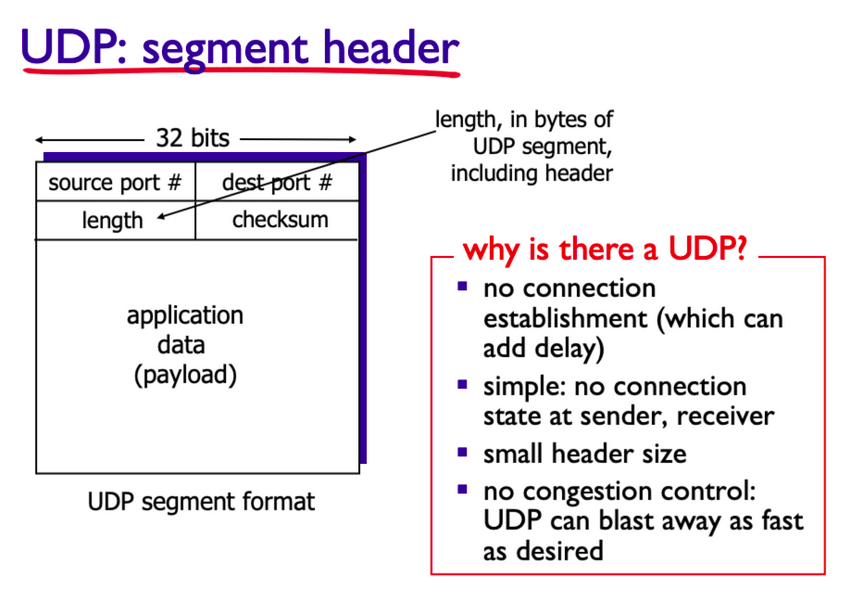 UDP: segment header
32 bits
source port #
dest port #
length
checksum
application
data
(payload)
UDP segment format
length, in bytes of
UDP segment,
including header
why is there a UDP?
no connection
establishment (which can
add delay)
simple: no connection
state at sender, receiver
small header size
no congestion control:
UDP can blast away as fast
as desired